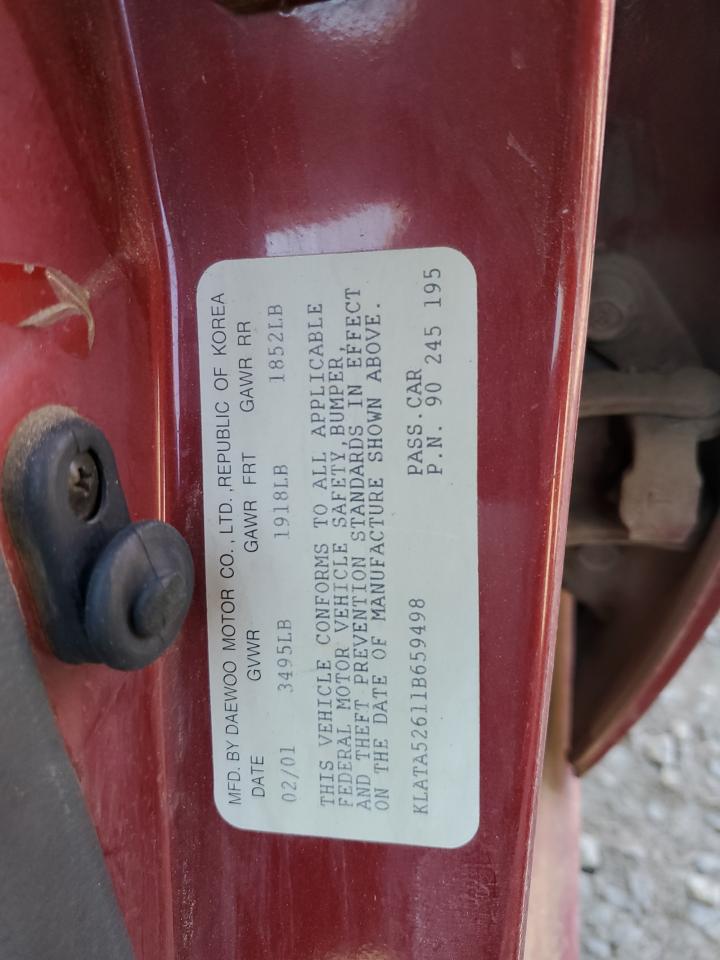 MFD. BY DAEWOO MOTOR CO., LTD. ,REPUBLIC OF KOREA
DATE GVWR GAWR FRT GAWR RR
02/01 3495LB 1918LB 1852LB
THIS VEHICLE CONFORMS TO ALL APPLICABLE
FEDERAL MOTOR VEHICLE SAFETY,BUMPER,
AND THEFT PREVENTION STANDARDS IN EFFECT
ON THE DATE OF MANUFACTURE SHOWN ABOVE.
KLATA52611B659498 PASS.CAR
P.N. 90 245 195